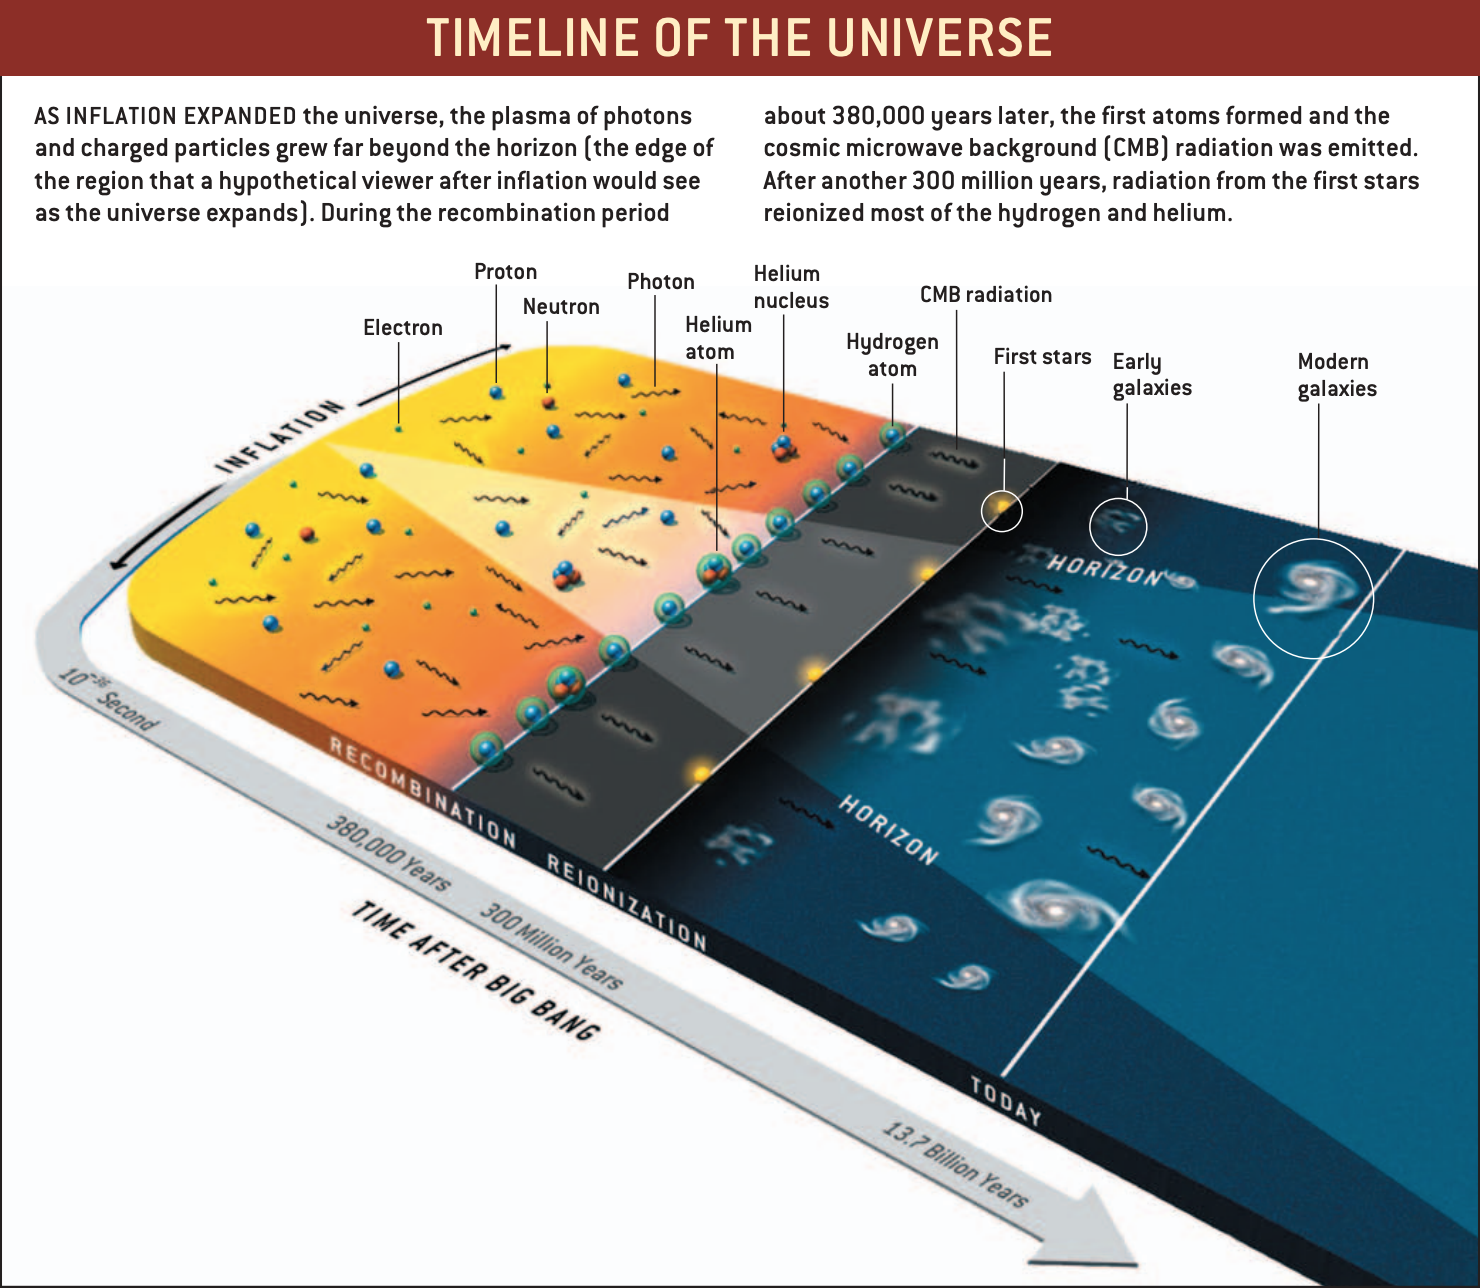 TIMELINE OF THE UNIVERSE
AS INFLATION EXPANDED the universe, the plasma of photons
and charged particles grew far beyond the horizon (the edge of
the region that a hypothetical viewer after inflation would see
as the universe expands). During the recombination period
about 380,000 years later, the first atoms formed and the
cosmic microwave background (CMB) radiation was emitted.
After another 300 million years, radiation from the first stars
reionized most of the hydrogen and helium.
Proton
Neutron
Electron
Photon
Helium
atom
Helium
nucleus
Hydrogen
atom
CMB radiation
First stars
Early
galaxies
Modern
galaxies
INFLATION
HORIZON
HORIZON
10⁻³⁶ Second
RECOMBINATION
380,000 Years
REIONIZATION
300 Million Years
TIME AFTER BIG BANG
TODAY
13.7 Billion Years